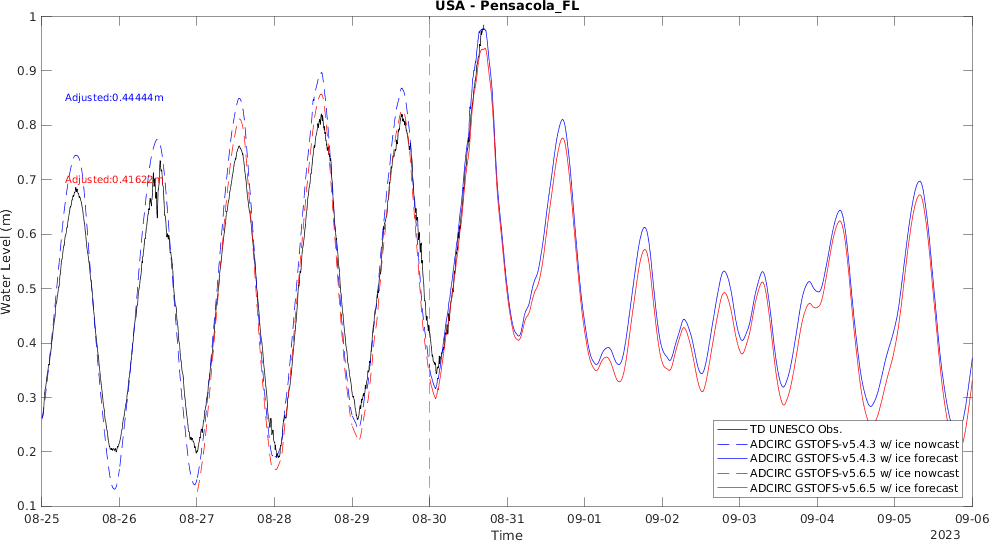 USA - Pensacola_FL
1
0.9
0.8
0.7
0.6
0.5
0.4
0.3
0.2
0.1
Water Level (m)
Adjusted:0.44444m
Adjusted:0.41622m
TD UNESCO Obs.
ADCIRC GSTOFS-v5.4.3 w/ ice nowcast
ADCIRC GSTOFS-v5.4.3 w/ ice forecast
ADCIRC GSTOFS-v5.6.5 w/ ice nowcast
ADCIRC GSTOFS-v5.6.5 w/ ice forecast
08-25 08-26 08-27 08-28 08-29 08-30 08-31 09-01 09-02 09-03 09-04 09-05 09-06
Time
2023